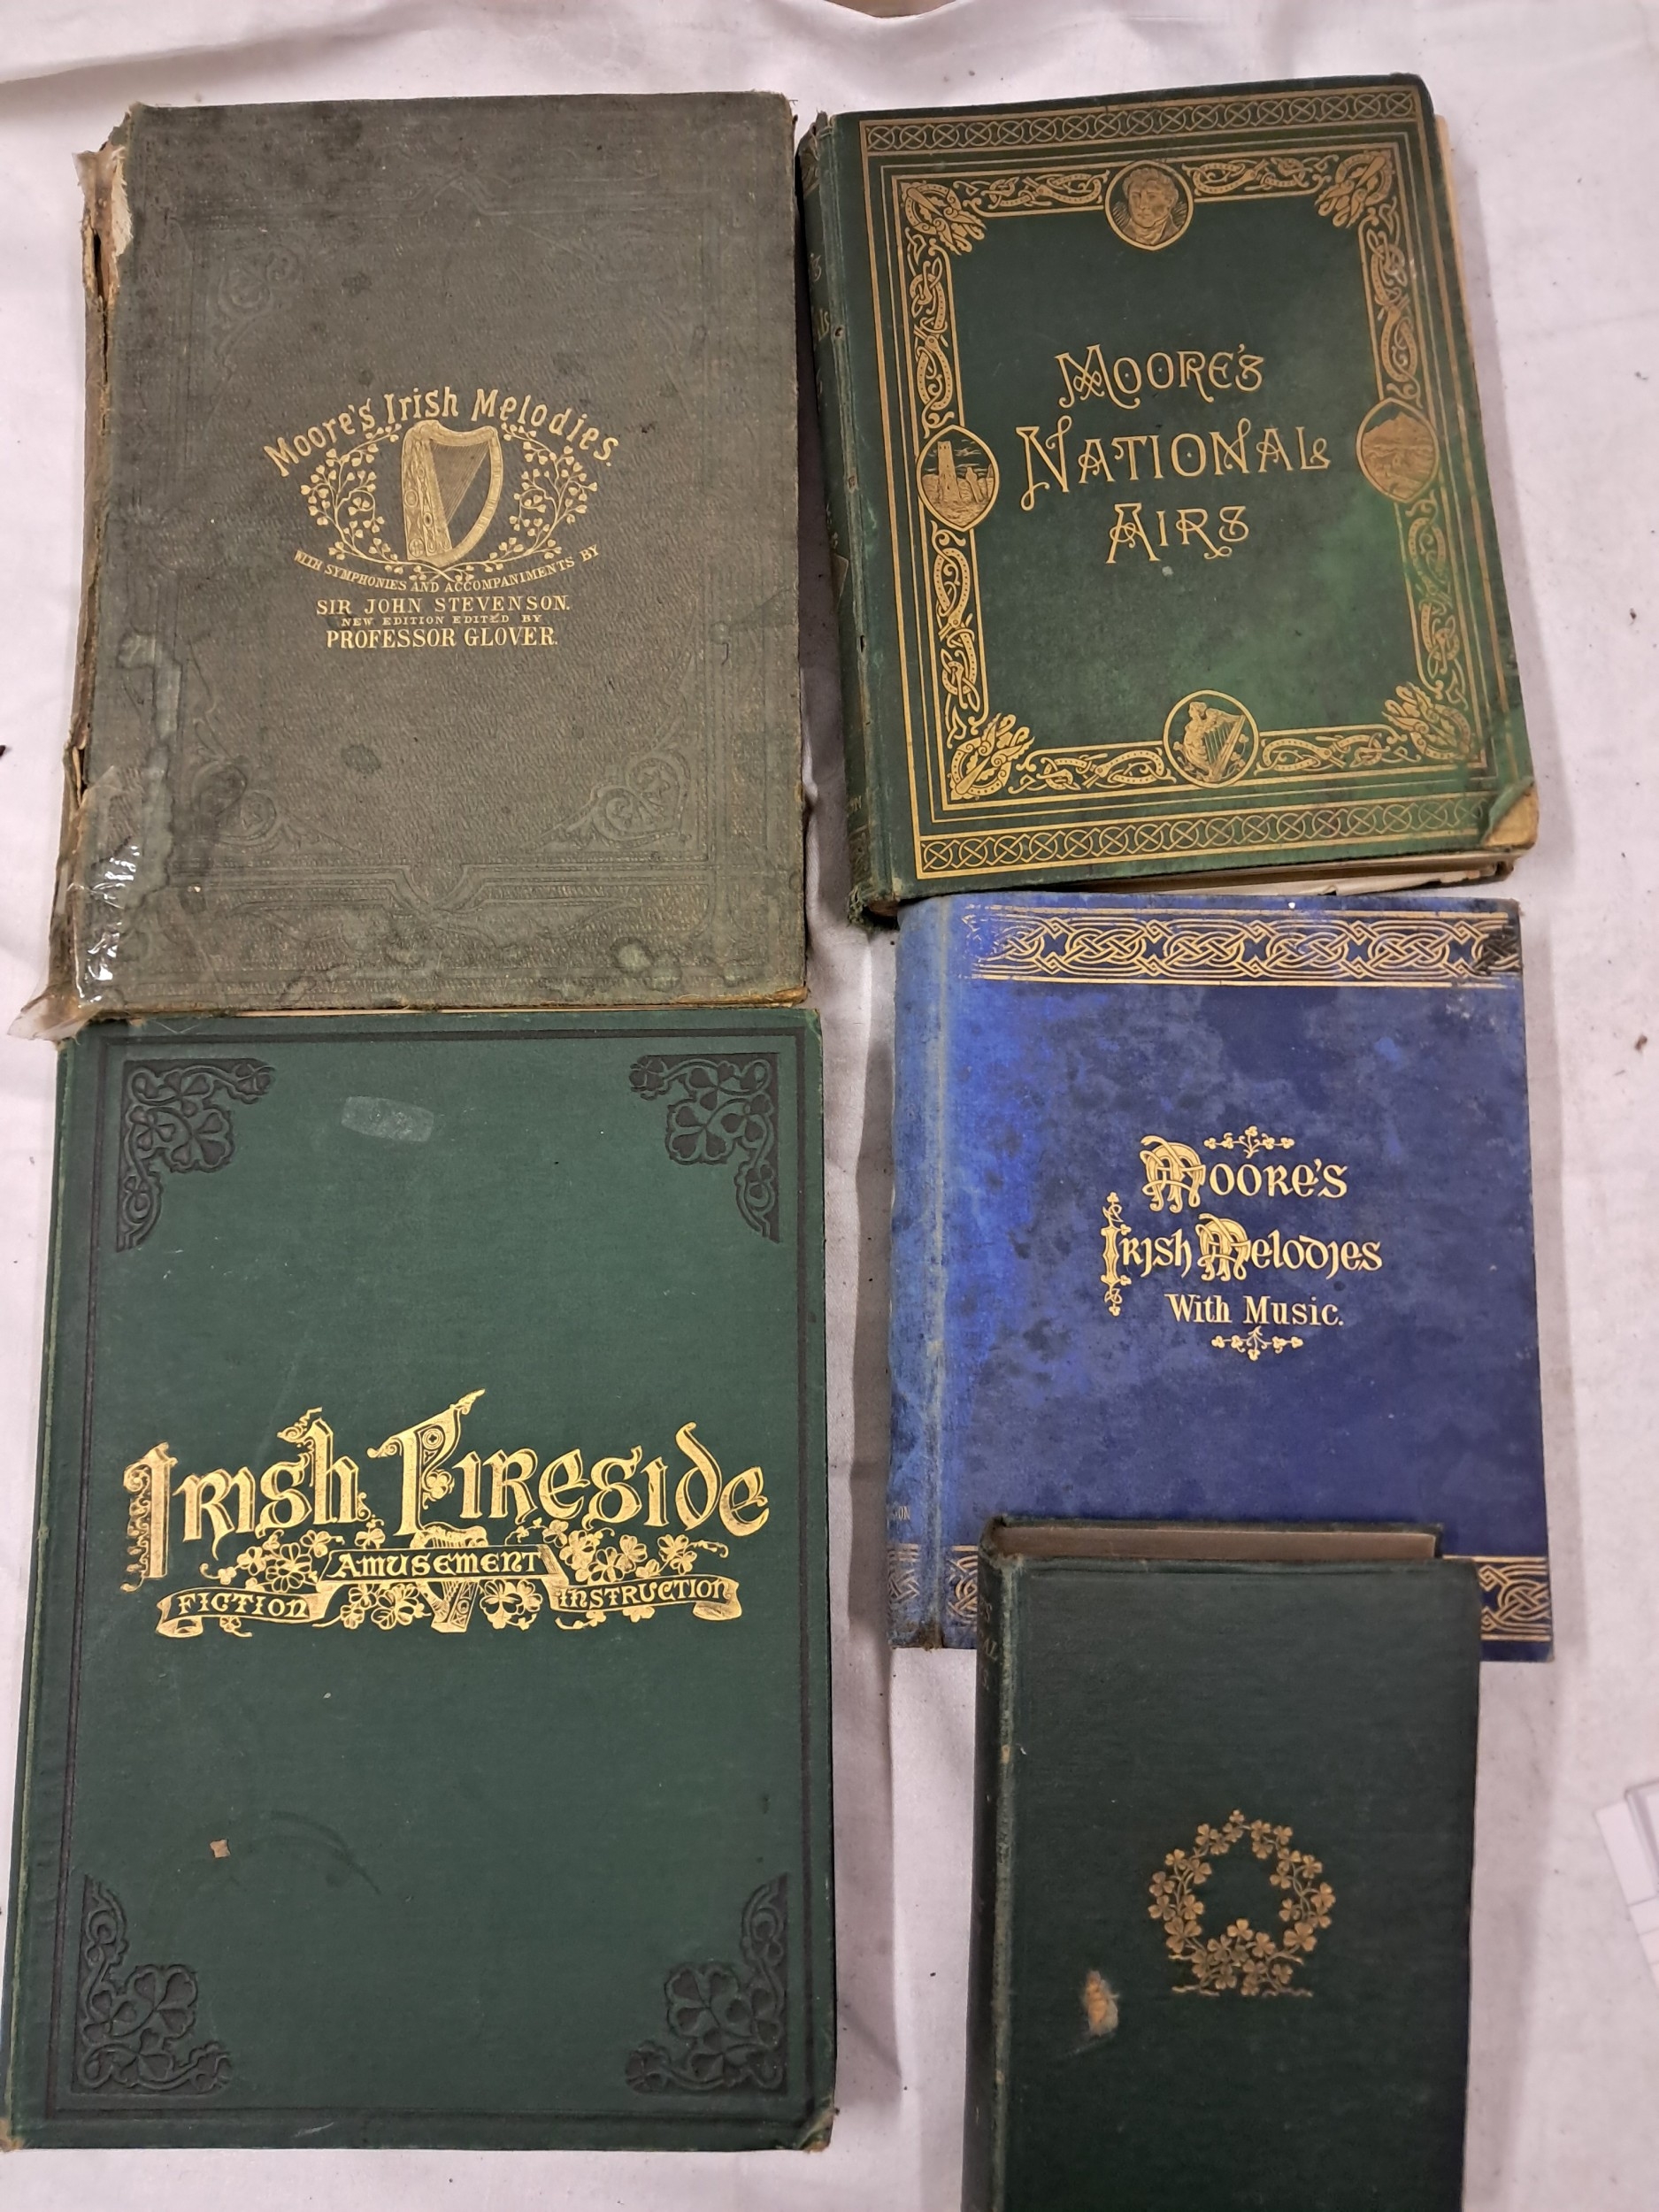 Moore's Irish Melodies.
WITH SYMPHONIES AND ACCOMPANIMENTS BY
SIR JOHN STEVENSON.
NEW EDITION EDITED BY
PROFESSOR GLOVER.
MOORE'S
NATIONAL
AIRS
MOORE'S
IRISH MELODIES
With Music.
IRISH FIRESIDE
AMUSEMENT
FICTION
INSTRUCTION